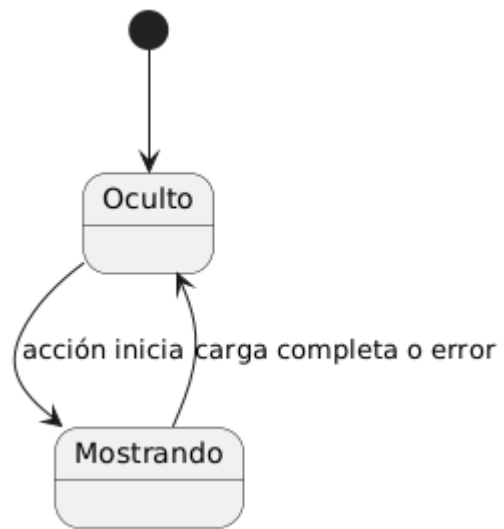 Oculto
acción inicia
carga completa o error
Mostrando